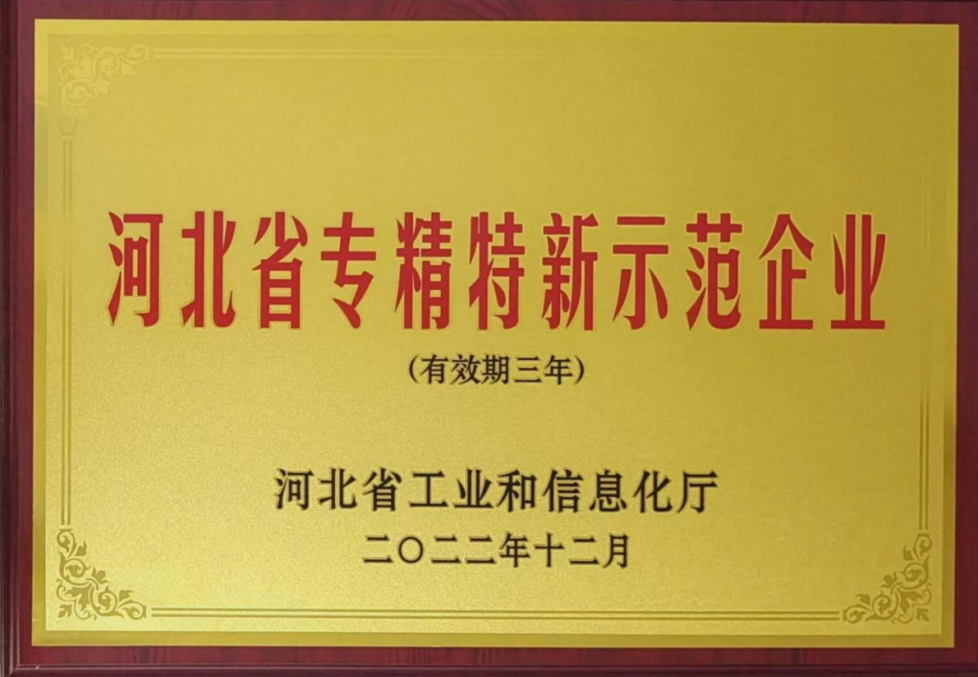 河北省专精特新示范企业
(有效期三年)
河北省工业和信息化厅
二〇二二年十二月